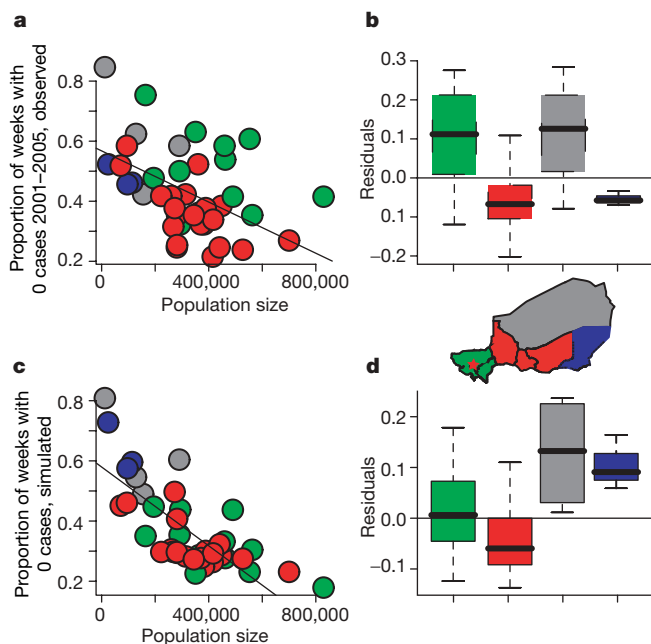 a
Proportion of weeks with
0 cases 2001–2005, observed
0.8
0.6
0.4
0.2
0
400,000
800,000
Population size
b
Residuals
0.3
0.2
0.1
0.0
0.1
−0.2
c
Proportion of weeks with
0 cases, simulated
0.8
0.6
0.4
0.2
0
400,000
800,000
Population size
d
Residuals
0.2
0.1
0.0
−0.1